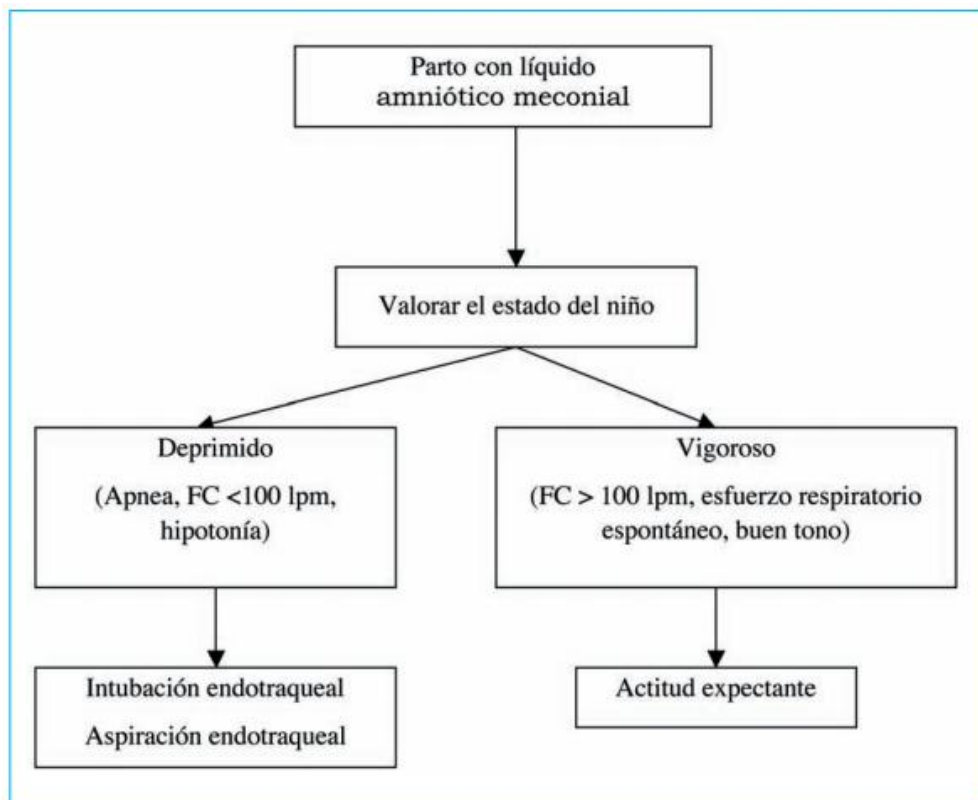 Parto con líquido
amniótico meconial
Valorar el estado del niño
Deprimido
(Apnea, FC <100 lpm,
hipotonía)
Vigoroso
(FC > 100 lpm, esfuerzo respiratorio
espontáneo, buen tono)
Intubación endotraqueal
Aspiración endotraqueal
Actitud expectante